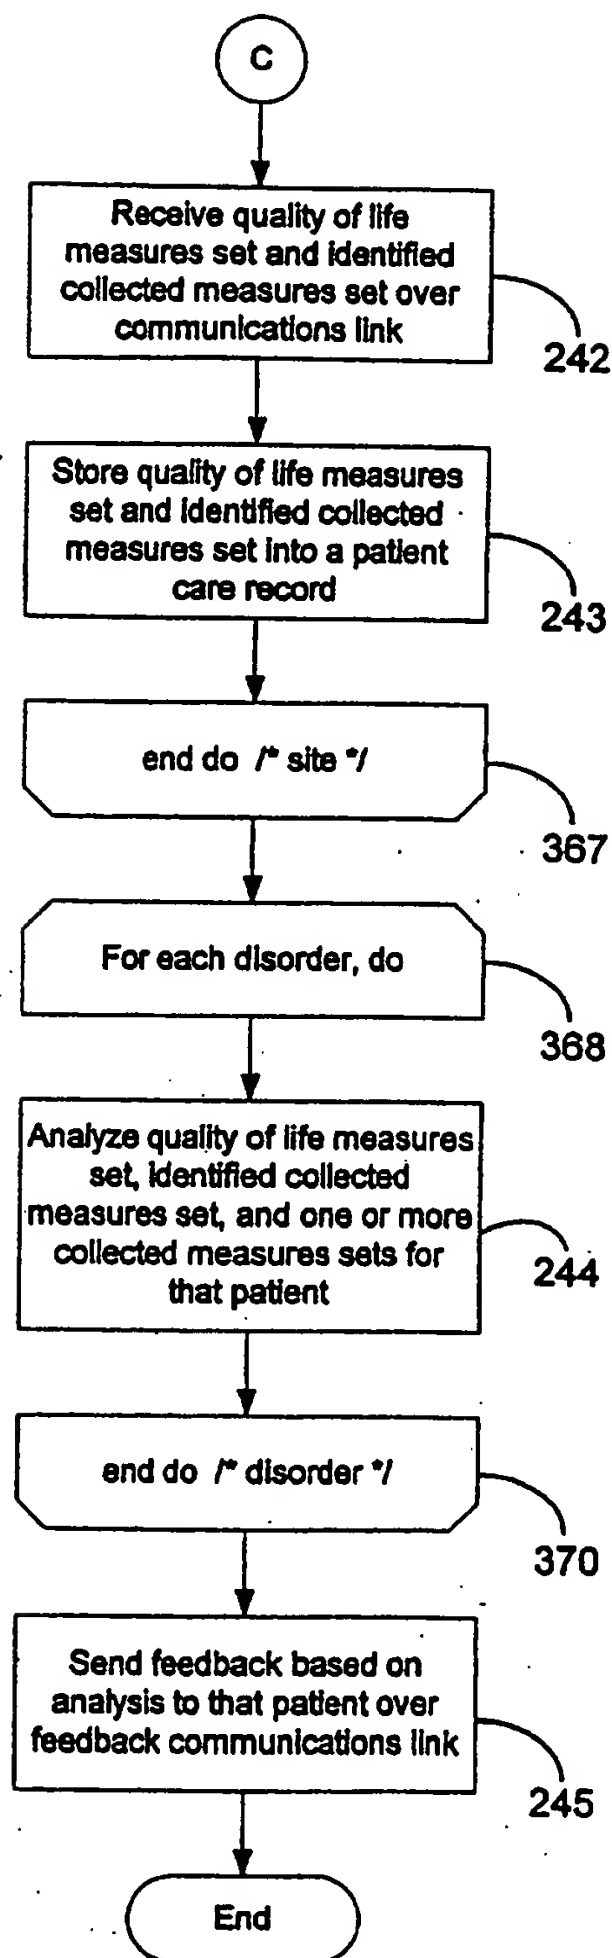 C
Receive quality of life
measures set and identified
collected measures set over
communications link
242
Store quality of life measures
set and identified collected
measures set into a patient
care record
243
end do /* site */
367
For each disorder, do
368
Analyze quality of life measures
set, identified collected
measures set, and one or more
collected measures sets for
that patient
244
end do /* disorder */
370
Send feedback based on
analysis to that patient over
feedback communications link
245
End